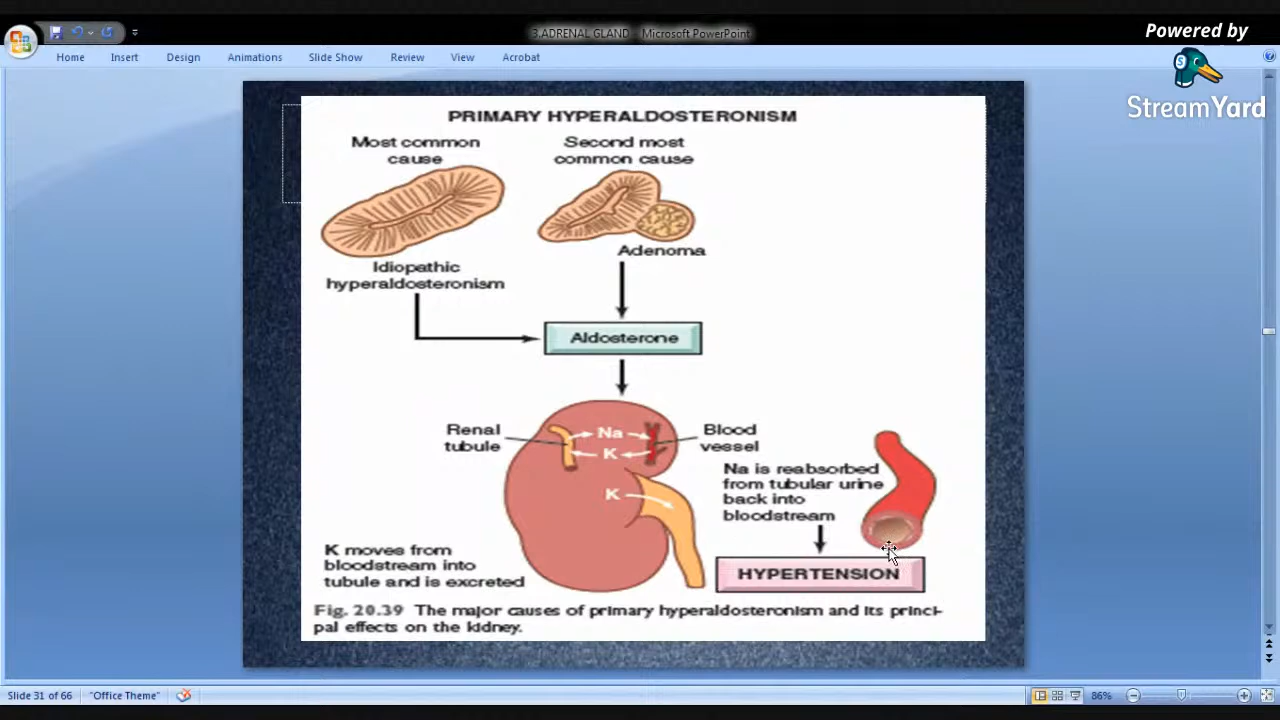 3.ADRENAL GLAND - Microsoft PowerPoint
Powered by
StreamYard
Home Insert Design Animations Slide Show Review View Acrobat
PRIMARY HYPERALDOSTERONISM
Most common
cause
Second most
common cause
Adenoma
Idiopathic
hyperaldosteronism
Aldosterone
Renal
tubule
Na
K
Blood
vessel
K
Na is reabsorbed
from tubular urine
back into
bloodstream
K moves from
bloodstream into
tubule and is excreted
HYPERTENSION
Fig. 20.39 The major causes of primary hyperaldosteronism and its princi-
pal effects on the kidney.
Slide 31 of 66 "Office Theme" 86%